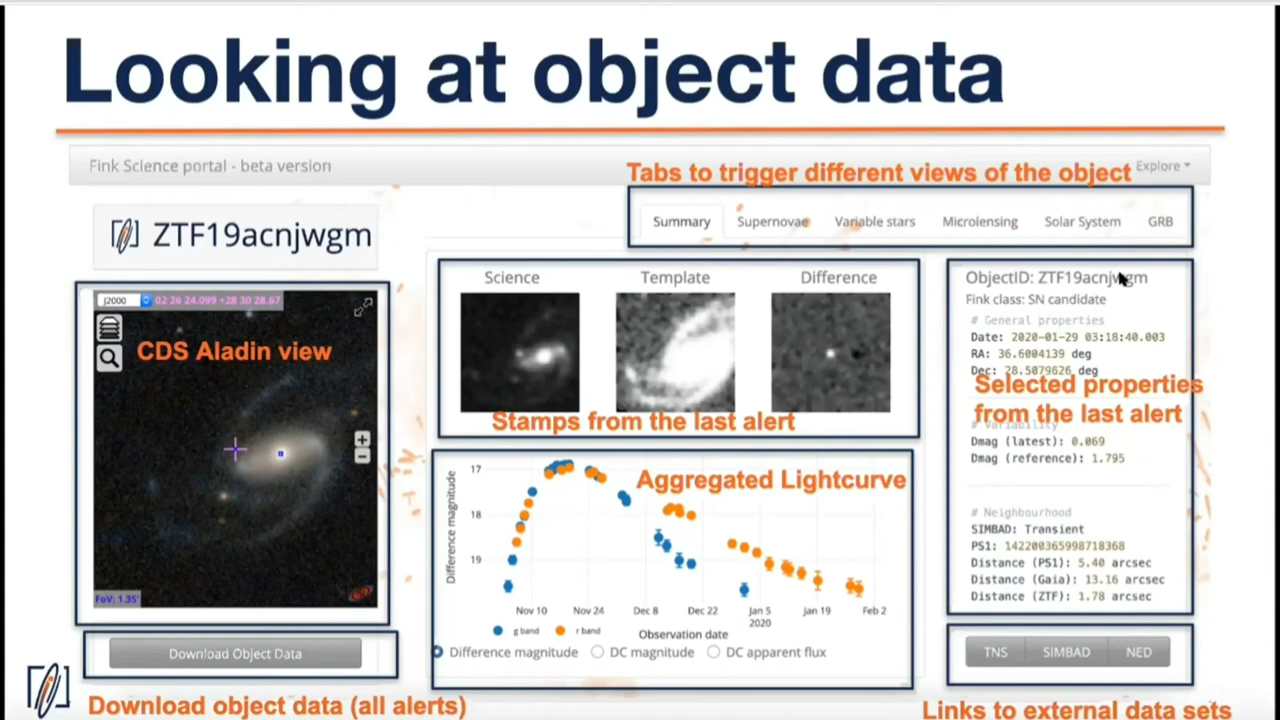 Looking at object data
Fink Science portal - beta version
Explore
Tabs to trigger different views of the object
Summary Supernovae Variable stars Microlensing Solar System GRB
ZTF19acnjwgm
J2000 02 26 24.099 +28 30 28.67
CDS Aladin view
FoV: 1.35'
Download Object Data
Download object data (all alerts)
Science Template Difference
Stamps from the last alert
Aggregated Lightcurve
Difference magnitude
17
18
19
Nov 10 Nov 24 Dec 8 Dec 22 Jan 5 Jan 19 Feb 2
2020
g band r band
Observation date
Difference magnitude DC magnitude DC apparent flux
ObjectID: ZTF19acnjwgm
Fink class: SN candidate
# General properties
Date: 2020-01-29 03:18:40.003
RA: 36.6004139 deg
Dec: 28.5079626 deg
Selected properties
from the last alert
# Variability
Dmag (latest): 0.069
Dmag (reference): 1.795
# Neighbourhood
SIMBAD: Transient
PS1: 142200365998718368
Distance (PS1): 5.40 arcsec
Distance (Gaia): 13.16 arcsec
Distance (ZTF): 1.78 arcsec
TNS SIMBAD NED
Links to external data sets